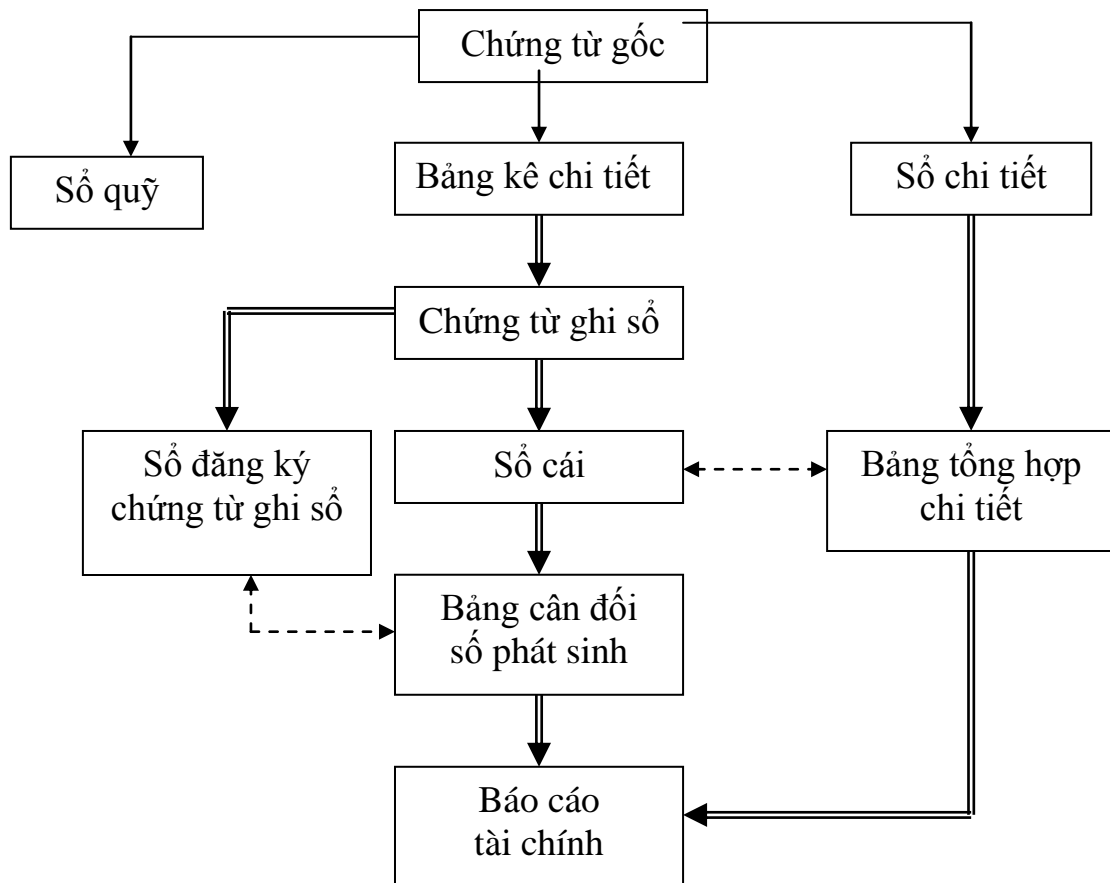 Chứng từ gốc
Sổ quỹ
Bảng kê chi tiết
Sổ chi tiết
Chứng từ ghi sổ
Sổ đăng ký
chứng từ ghi sổ
Sổ cái
Bảng tổng hợp
chi tiết
Bảng cân đối
số phát sinh
Báo cáo
tài chính